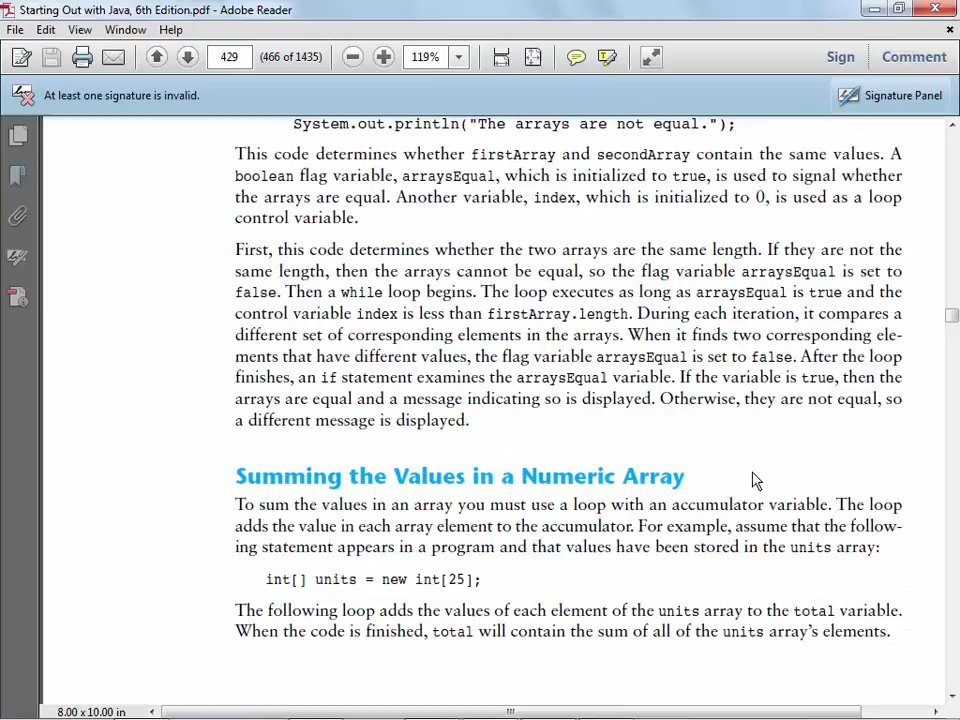 Starting Out with Java, 6th Edition.pdf - Adobe Reader
File Edit View Window Help
429 (466 of 1435) 119% Sign Comment
At least one signature is invalid. Signature Panel
System.out.println("The arrays are not equal.");
This code determines whether firstArray and secondArray contain the same values. A
boolean flag variable, arraysEqual, which is initialized to true, is used to signal whether
the arrays are equal. Another variable, index, which is initialized to 0, is used as a loop
control variable.
First, this code determines whether the two arrays are the same length. If they are not the
same length, then the arrays cannot be equal, so the flag variable arraysEqual is set to
false. Then a while loop begins. The loop executes as long as arraysEqual is true and the
control variable index is less than firstArray.length. During each iteration, it compares a
different set of corresponding elements in the arrays. When it finds two corresponding ele-
ments that have different values, the flag variable arraysEqual is set to false. After the loop
finishes, an if statement examines the arraysEqual variable. If the variable is true, then the
arrays are equal and a message indicating so is displayed. Otherwise, they are not equal, so
a different message is displayed.
Summing the Values in a Numeric Array
To sum the values in an array you must use a loop with an accumulator variable. The loop
adds the value in each array element to the accumulator. For example, assume that the follow-
ing statement appears in a program and that values have been stored in the units array:
int[] units = new int[25];
The following loop adds the values of each element of the units array to the total variable.
When the code is finished, total will contain the sum of all of the units array's elements.
8.00 x 10.00 in